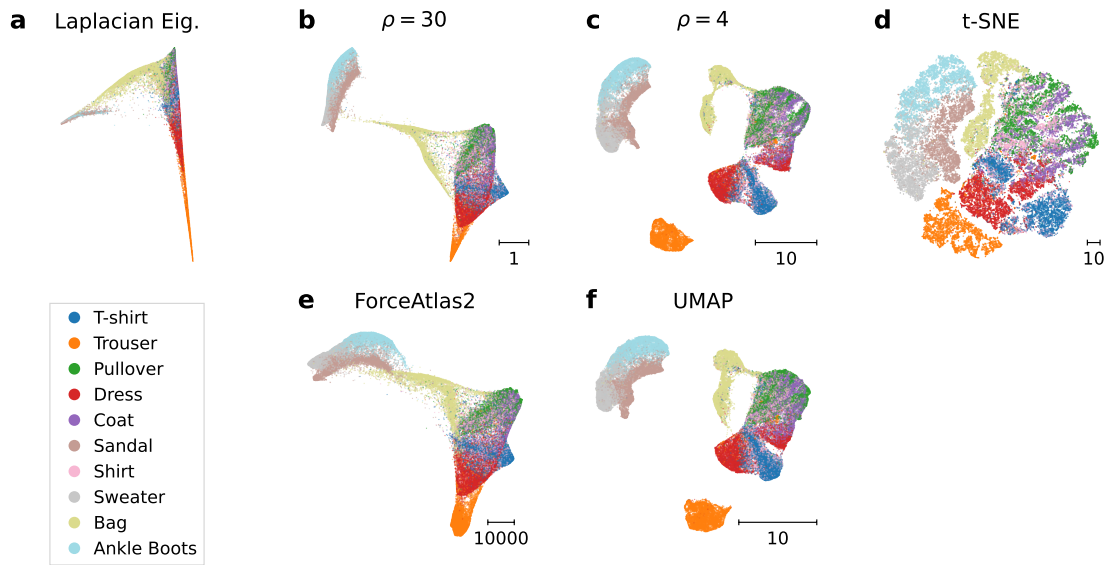 a Laplacian Eig.
b ρ = 30
c ρ = 4
d t-SNE
1
10
10
e ForceAtlas2
f UMAP
T-shirt
Trouser
Pullover
Dress
Coat
Sandal
Shirt
Sweater
Bag
Ankle Boots
10000
10